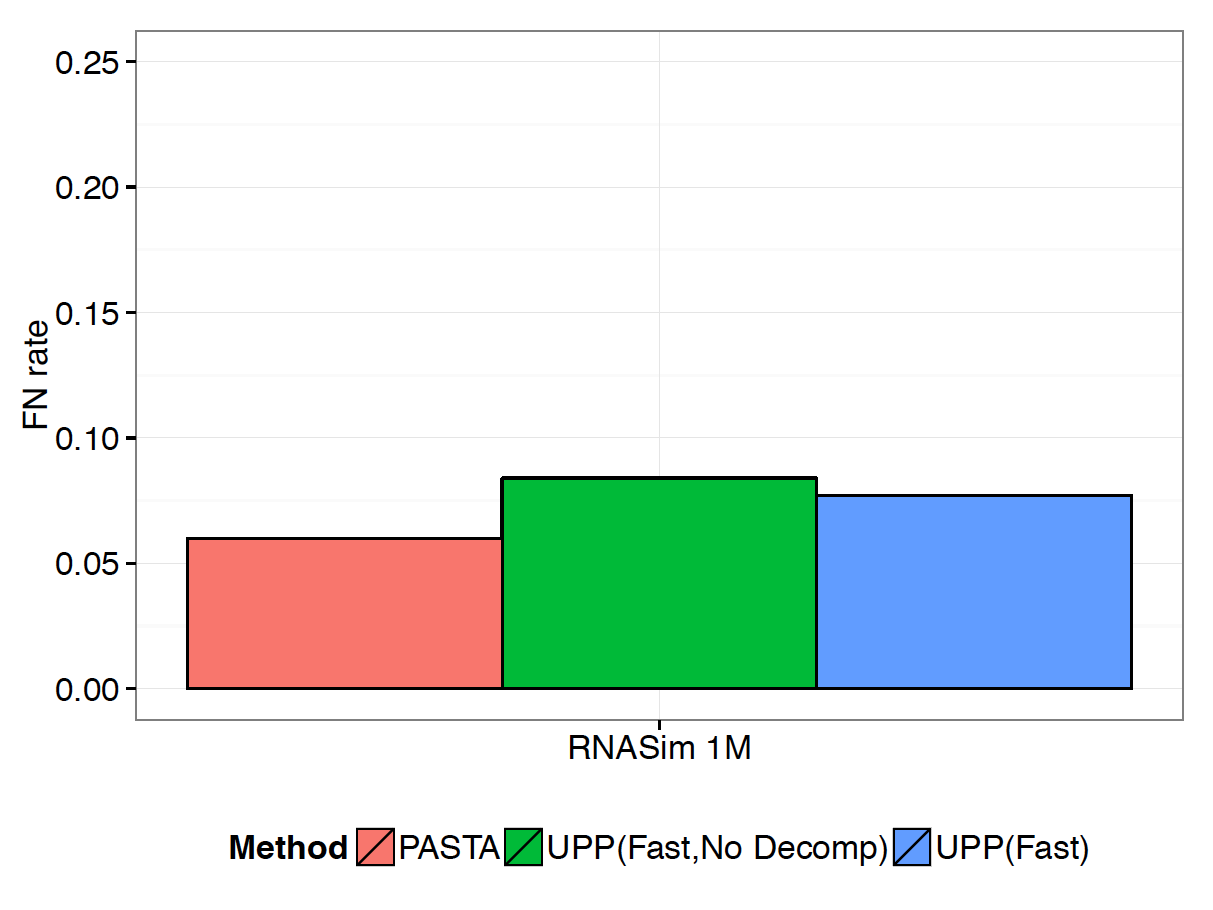 0.25
0.20
0.15
0.10
0.05
0.00
FN rate
RNASim 1M
Method PASTA UPP(Fast,No Decomp) UPP(Fast)